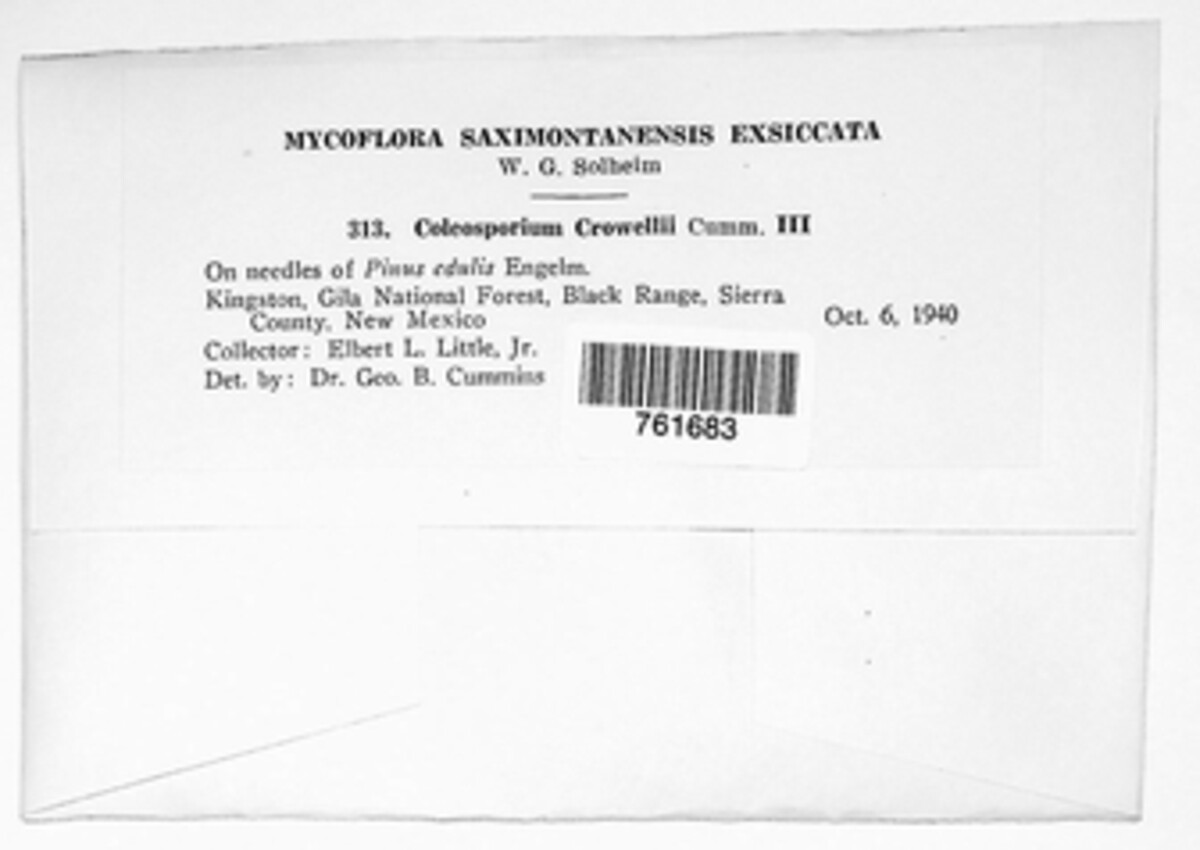 MYCOFLORA SAXIMONTANENSIS EXSICCATA
W. G. Solheim
313. Coleosporium Crowellii Cumm. III
On needles of Pinus edulis Engelm.
Kingston, Gila National Forest, Black Range, Sierra
County, New Mexico
Oct. 6, 1940
Collector: Elbert L. Little, Jr.
Det. by: Dr. Geo. B. Cummins
761683